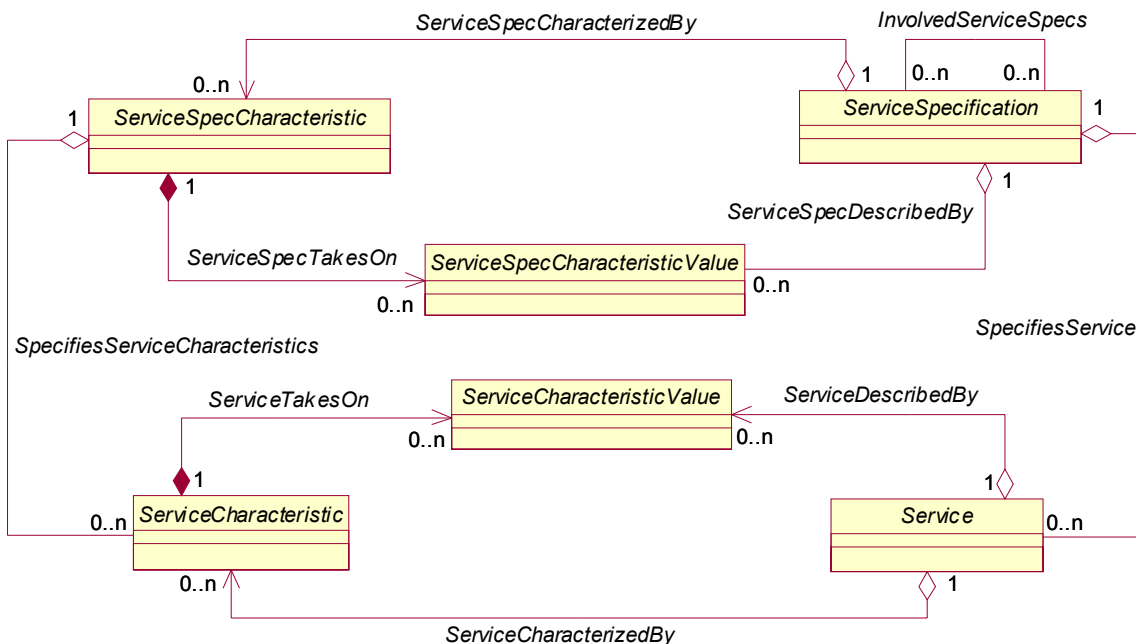 ServiceSpecCharacterizedBy
InvolvedServiceSpecs
0..n
1
0..n
0..n
1
ServiceSpecCharacteristic
ServiceSpecification
1
1
1
ServiceSpecDescribedBy
ServiceSpecTakesOn
ServiceSpecCharacteristicValue
0..n
0..n
SpecifiesServiceCharacteristics
SpecifiesService
ServiceTakesOn
ServiceCharacteristicValue
ServiceDescribedBy
0..n
0..n
1
1
0..n
ServiceCharacteristic
Service
0..n
0..n
1
ServiceCharacterizedBy